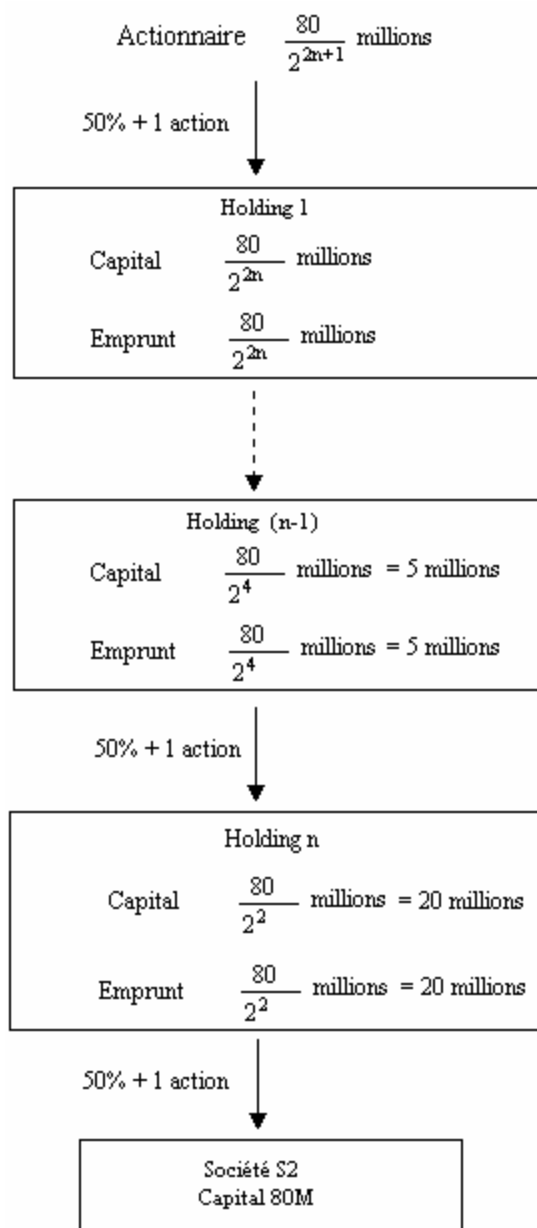 Actionnaire 80/2^(2n+1) millions
50% + 1 action
Holding 1
Capital 80/2^(2n) millions
Emprunt 80/2^(2n) millions
Holding (n-1)
Capital 80/2^4 millions = 5 millions
Emprunt 80/2^4 millions = 5 millions
50% + 1 action
Holding n
Capital 80/2^2 millions = 20 millions
Emprunt 80/2^2 millions = 20 millions
50% + 1 action
Société S2
Capital 80M